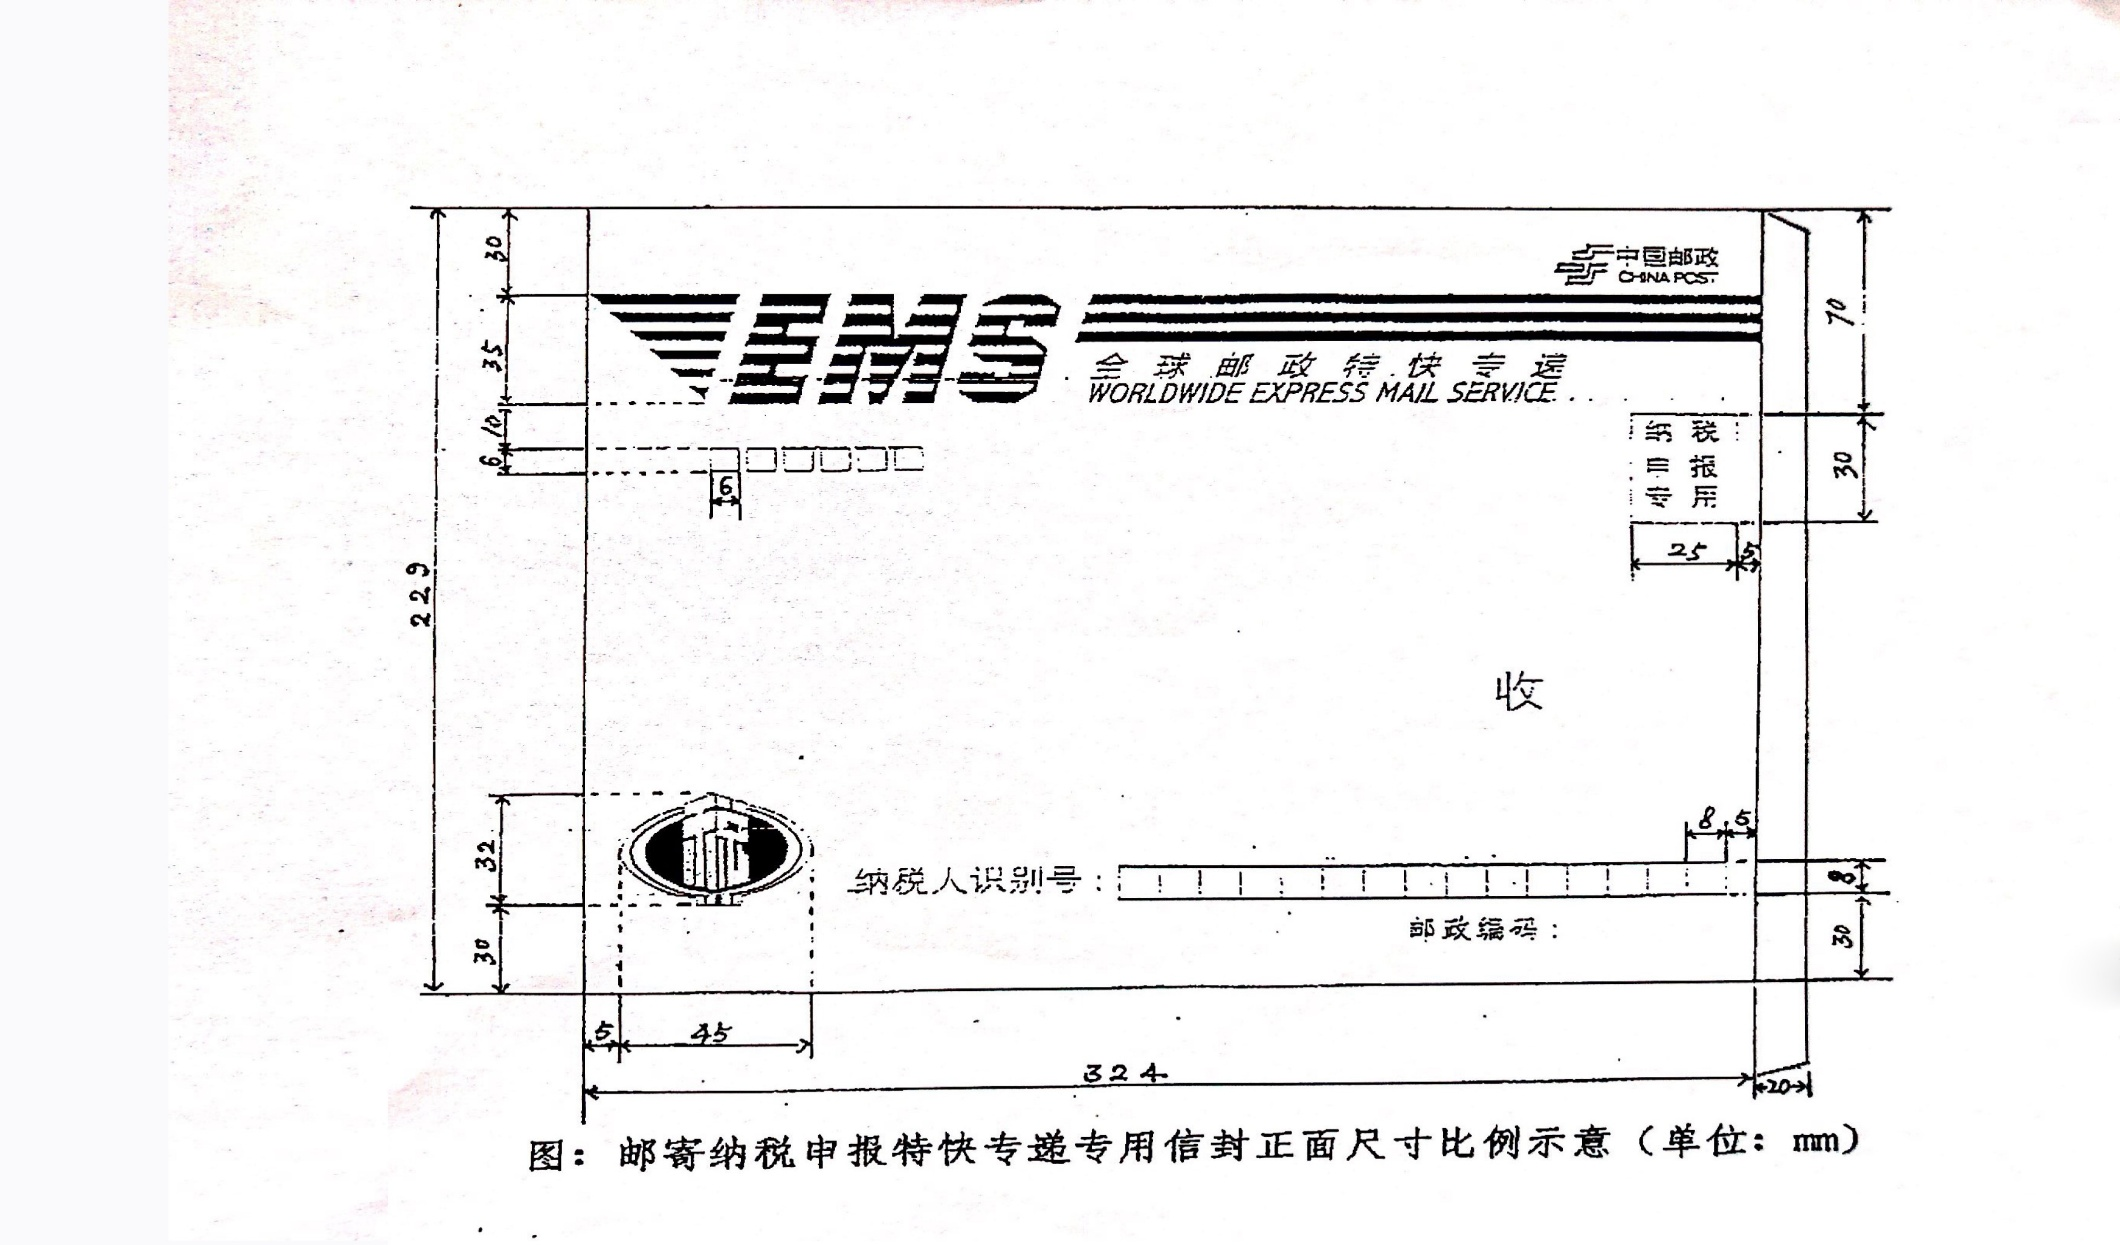 中国邮政
CHINA POST
30
EMS
35
70
全球邮政特快专递
WORLDWIDE EXPRESS MAIL SERVICE
10
6
6
纳税
申报
专用
30
25
5
229
收
8
5
32
纳税人识别号：
8
邮政编码：
30
30
5
45
324
20
图：邮寄纳税申报特快专递专用信封正面尺寸比例示意（单位：mm）